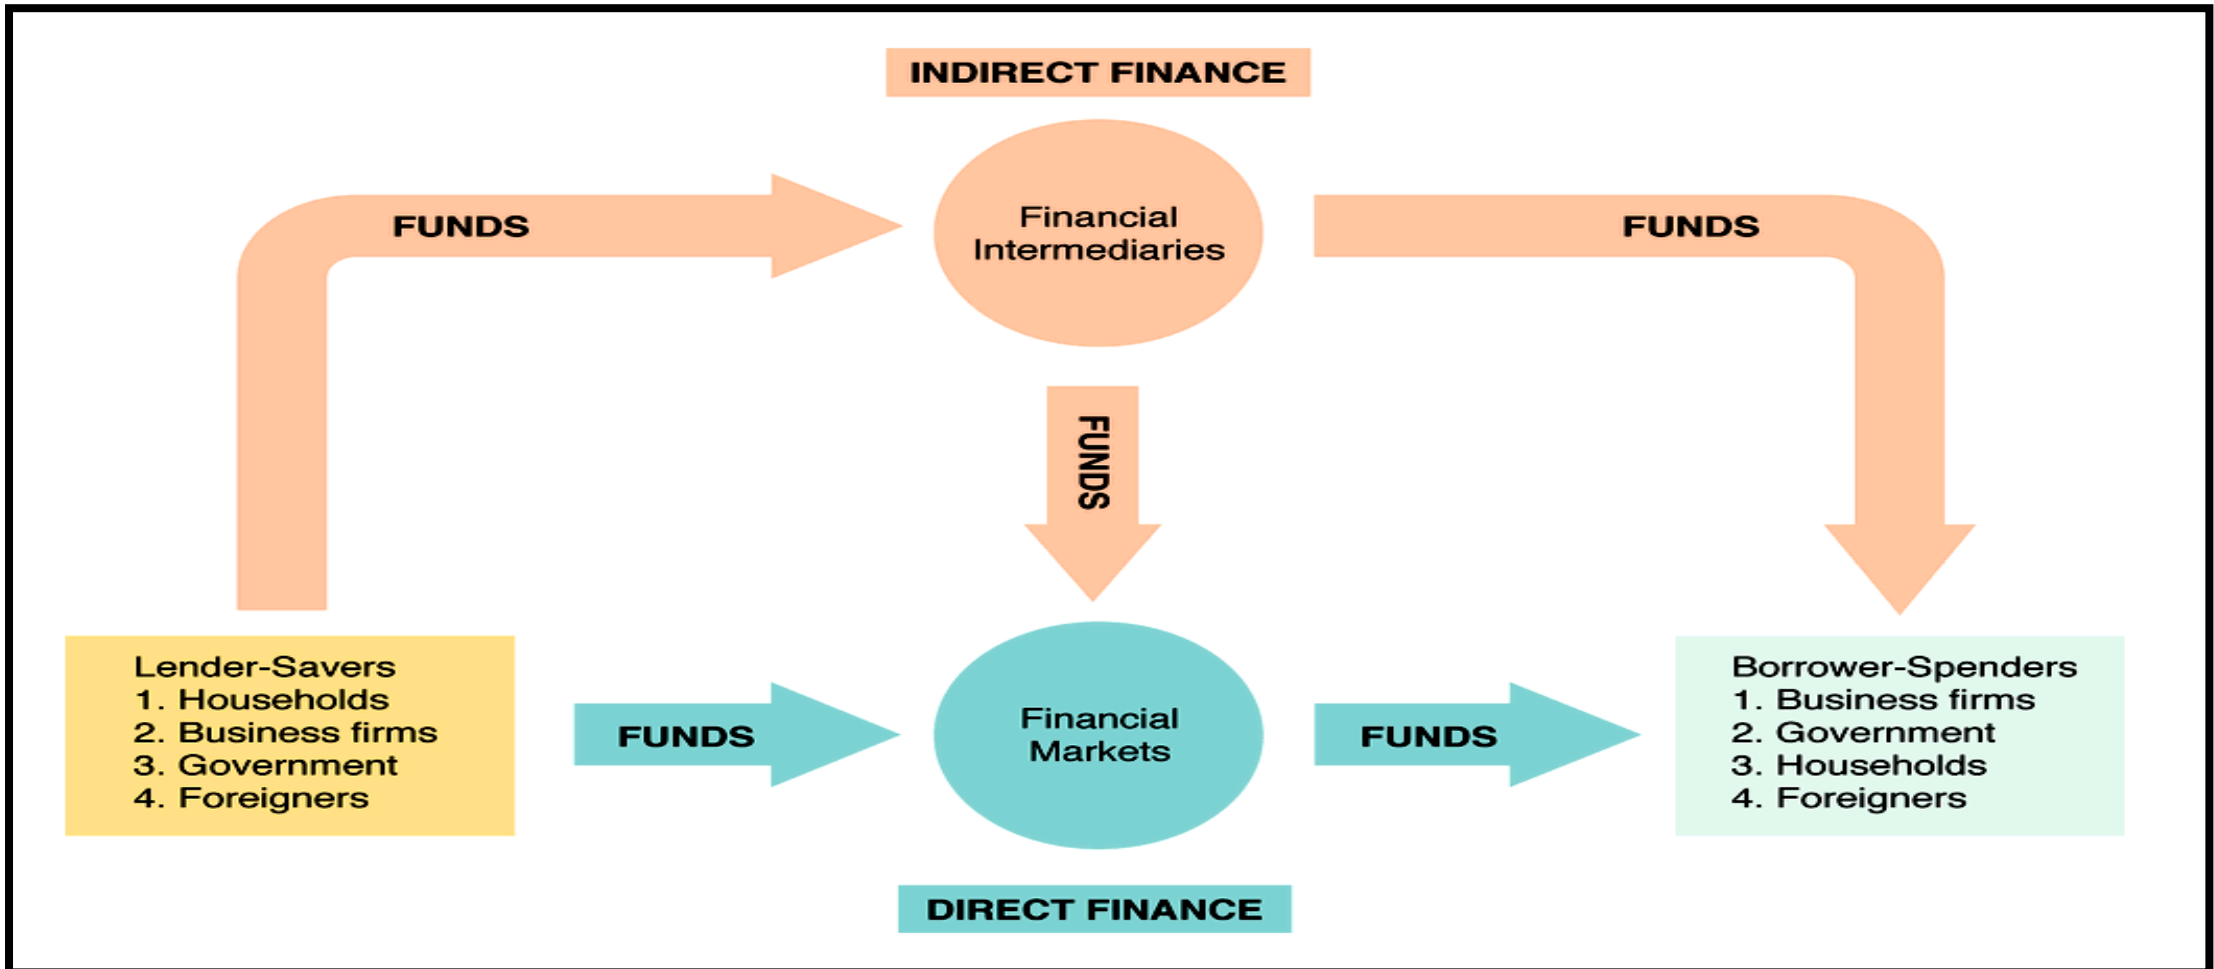 INDIRECT FINANCE
FUNDS
Financial
Intermediaries
FUNDS
FUNDS
Lender-Savers
1. Households
2. Business firms
3. Government
4. Foreigners
FUNDS
Financial
Markets
FUNDS
Borrower-Spenders
1. Business firms
2. Government
3. Households
4. Foreigners
DIRECT FINANCE